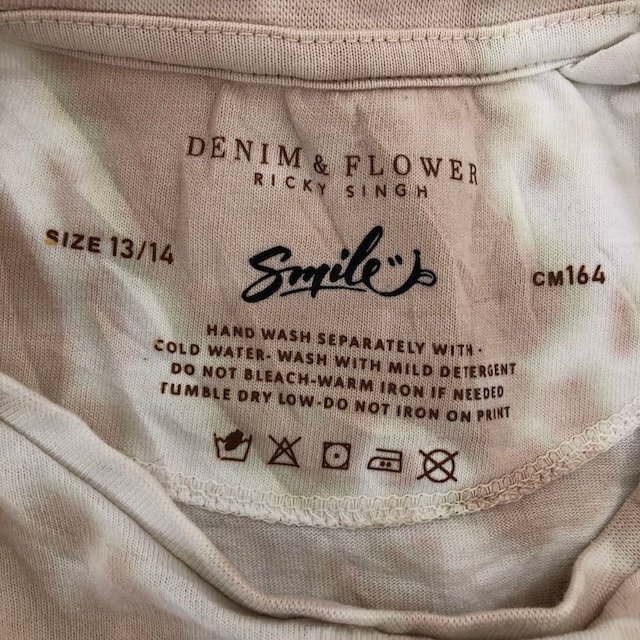 DENIM & FLOWER
RICKY SINGH
SIZE 13/14
Smile
CM164
HAND WASH SEPARATELY WITH-
COLD WATER- WASH WITH MILD DETERGENT
DO NOT BLEACH-WARM IRON IF NEEDED
TUMBLE DRY LOW-DO NOT IRON ON PRINT